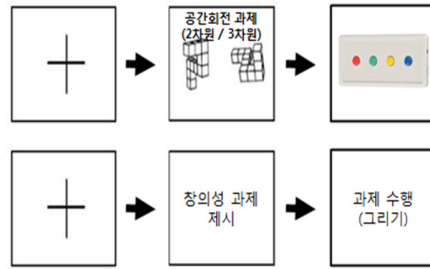 공간회전 과제
(2차원 / 3차원)
창의성 과제
제시
과제 수행
(그리기)